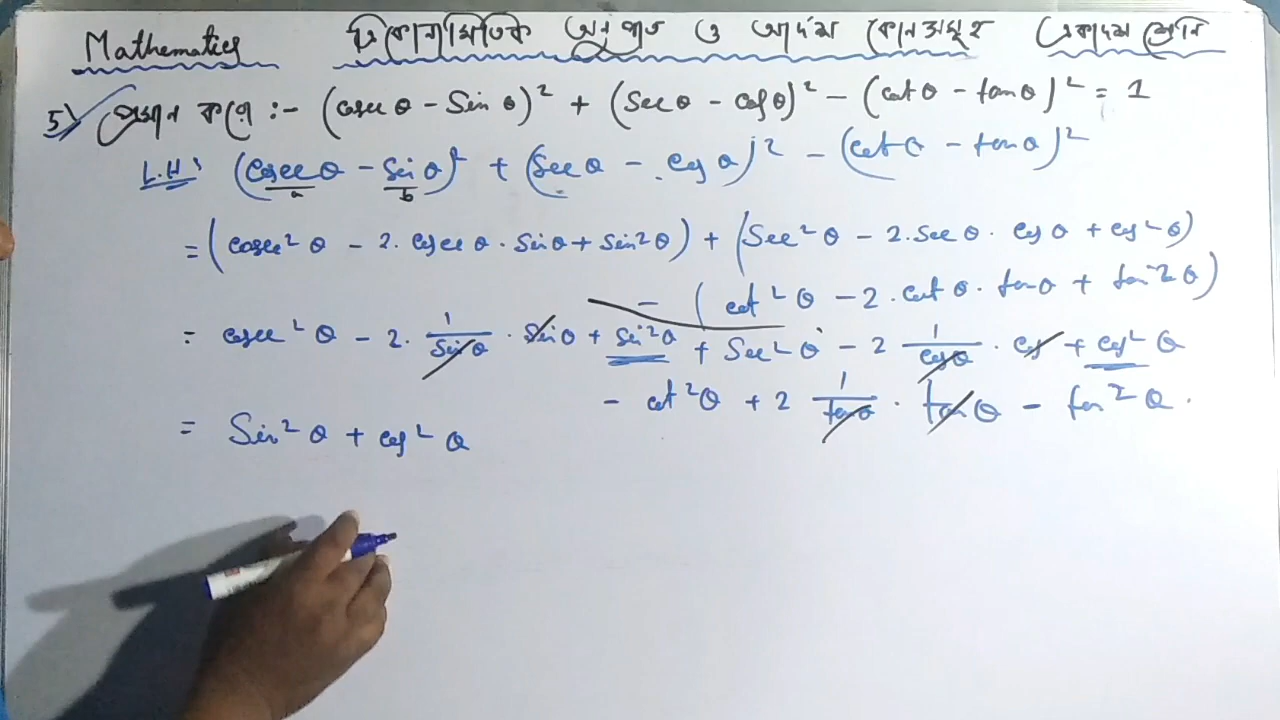 Mathematics ত্রিকোনামিতিক অনুপাত ও আদর্শ কোনসমূহ একাদশ শ্রেনি
5) প্রমান করো :- (cosec θ - Sin θ)² + (Sec θ - cos θ)² - (cot θ - tan θ)² = 1
L.H: (cosec θ - Sin θ)² + (Sec θ - cos θ)² - (cot θ - tan θ)²
a b
= (cosec² θ - 2. cosec θ . Sin θ + sin² θ) + (Sec² θ - 2. sec θ . cos θ + cos² θ)
- (cot² θ - 2. cot θ . tan θ + tan² θ)
= cosec² θ - 2. 1/Sin θ . Sin θ + Sin² θ + Sec² θ - 2 1/cos θ . cos + cos² θ
- cot² θ + 2 1/tan θ . tan θ - tan² θ.
= Sin² θ + cos² θ